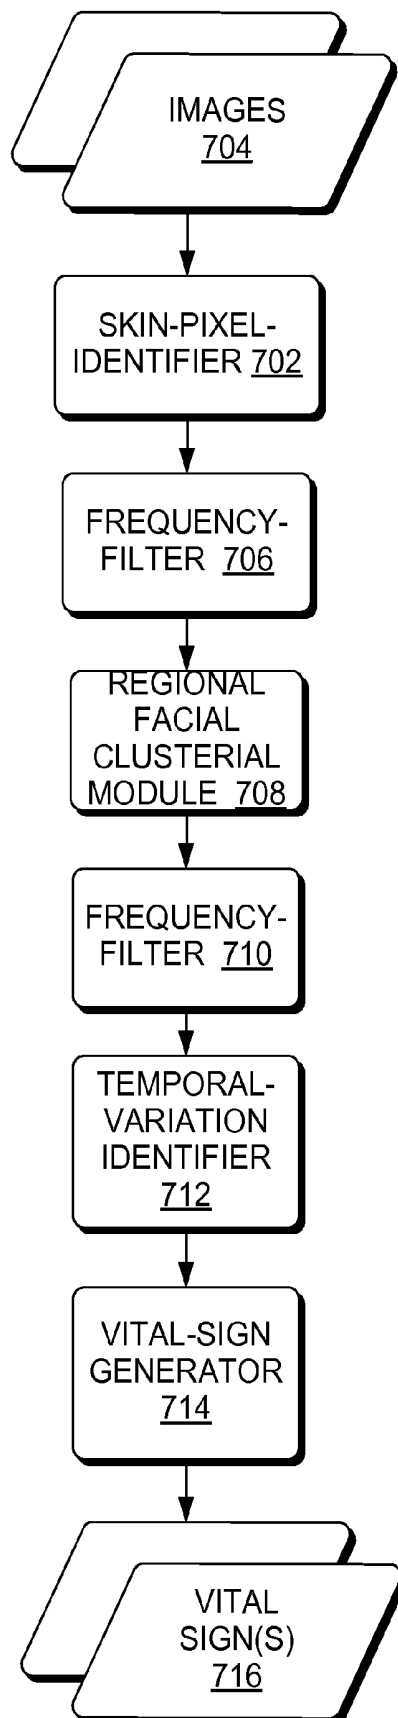 IMAGES
704
SKIN-PIXEL-
IDENTIFIER 702
FREQUENCY-
FILTER 706
REGIONAL
FACIAL
CLUSTERIAL
MODULE 708
FREQUENCY-
FILTER 710
TEMPORAL-
VARIATION
IDENTIFIER
712
VITAL-SIGN
GENERATOR
714
VITAL
SIGN(S)
716